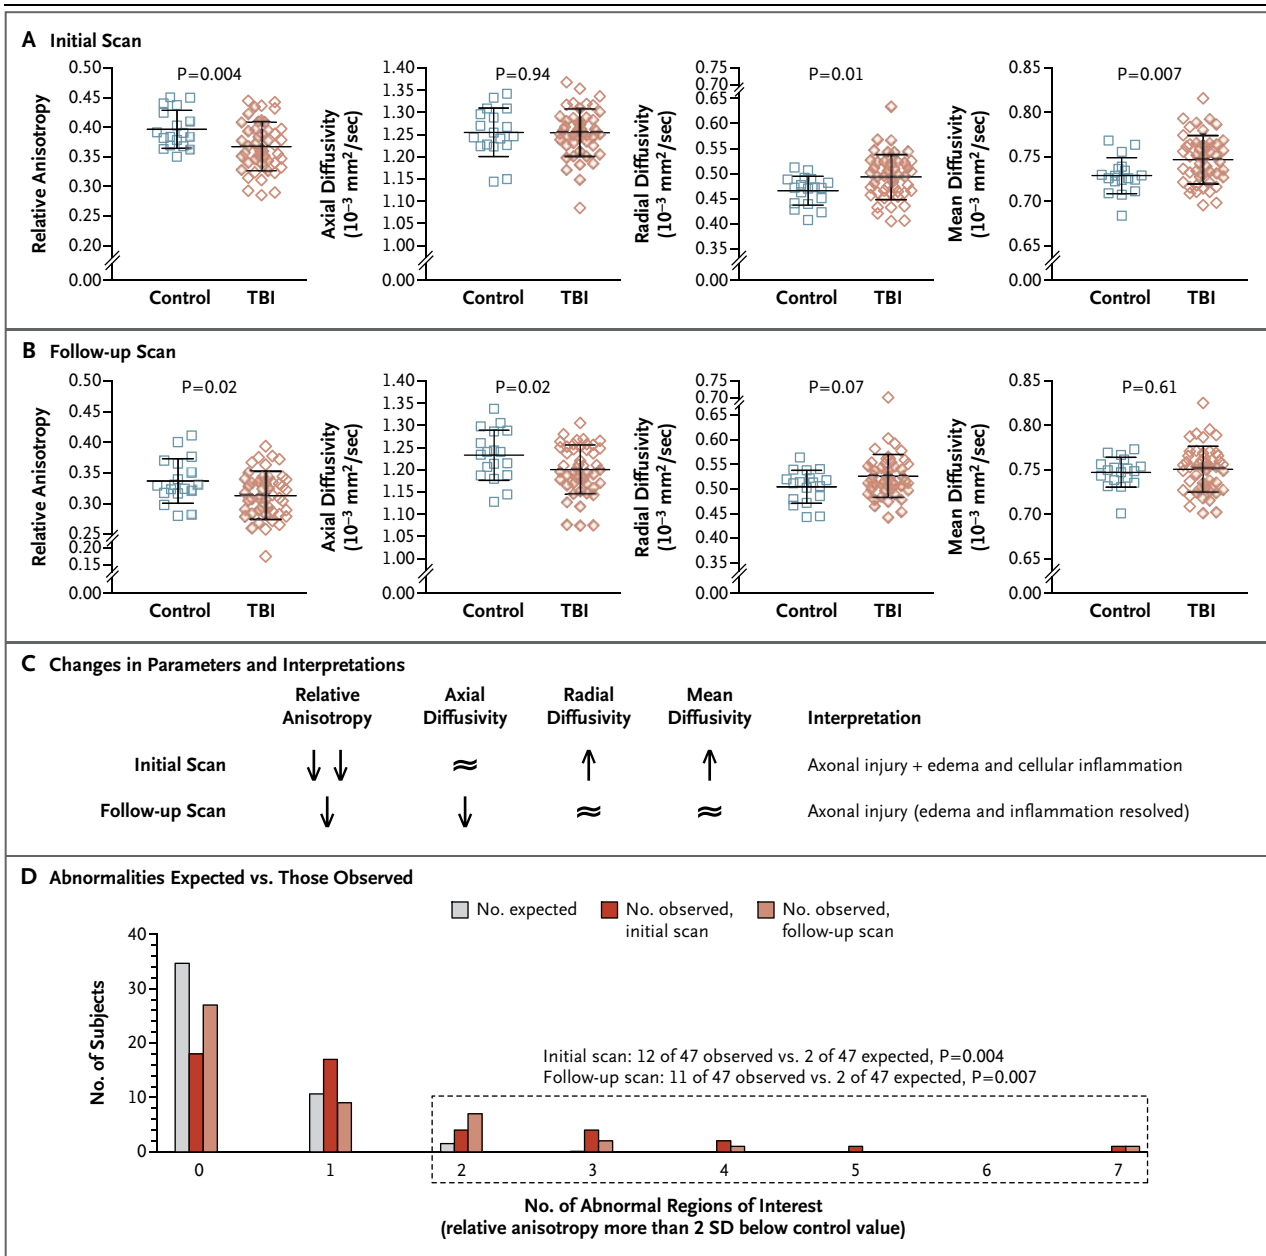 A Initial Scan
P=0.004
P=0.94
P=0.01
P=0.007
Relative Anisotropy
0.50
0.45
0.40
0.35
0.30
0.25
0.20
0.00
Control TBI
Axial Diffusivity
(10⁻³ mm²/sec)
1.40
1.35
1.30
1.25
1.20
1.15
1.10
1.05
1.00
0.00
Control TBI
Radial Diffusivity
(10⁻³ mm²/sec)
0.75
0.70
0.65
0.60
0.55
0.50
0.45
0.40
0.35
0.00
Control TBI
Mean Diffusivity
(10⁻³ mm²/sec)
0.85
0.80
0.75
0.70
0.65
0.00
Control TBI
B Follow-up Scan
P=0.02
P=0.02
P=0.07
P=0.61
Relative Anisotropy
0.50
0.45
0.40
0.35
0.30
0.25
0.20
0.15
0.00
Control TBI
Axial Diffusivity
(10⁻³ mm²/sec)
1.40
1.35
1.30
1.25
1.20
1.15
1.10
1.05
1.00
0.00
Control TBI
Radial Diffusivity
(10⁻³ mm²/sec)
0.75
0.70
0.65
0.60
0.55
0.50
0.45
0.40
0.35
0.00
Control TBI
Mean Diffusivity
(10⁻³ mm²/sec)
0.85
0.80
0.75
0.70
0.65
0.00
Control TBI
C Changes in Parameters and Interpretations
Relative Axial Radial Mean
Anisotropy Diffusivity Diffusivity Diffusivity Interpretation
Initial Scan ↓↓ ≈ ↑ ↑ Axonal injury + edema and cellular inflammation
Follow-up Scan ↓ ↓ ≈ ≈ Axonal injury (edema and inflammation resolved)
D Abnormalities Expected vs. Those Observed
No. expected
No. observed,
initial scan
No. observed,
follow-up scan
No. of Subjects
40
30
20
10
0
Initial scan: 12 of 47 observed vs. 2 of 47 expected, P=0.004
Follow-up scan: 11 of 47 observed vs. 2 of 47 expected, P=0.007
0 1 2 3 4 5 6 7
No. of Abnormal Regions of Interest
(relative anisotropy more than 2 SD below control value)